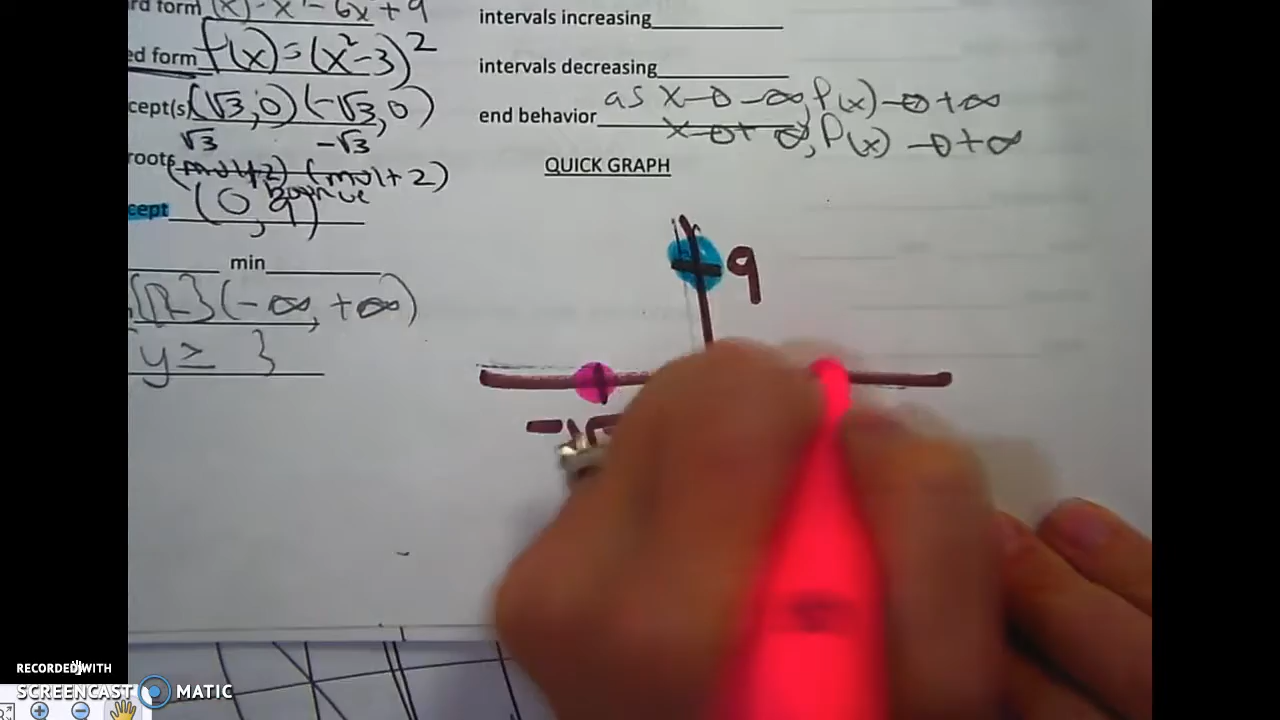 rd form (x)=x⁴-6x²+9
ed form f(x)=(x²-3)²
cept(s) (√3,0) (-√3,0)
√3 -√3
roots (mult 2) (mult 2)
bounce
cept (0,9)
min
{R} (-∞,+∞)
y≥ }
intervals increasing
intervals decreasing
end behavior as x→-∞, f(x)→+∞
x→+∞, f(x)→+∞
QUICK GRAPH
9
RECORDED WITH
SCREENCAST MATIC